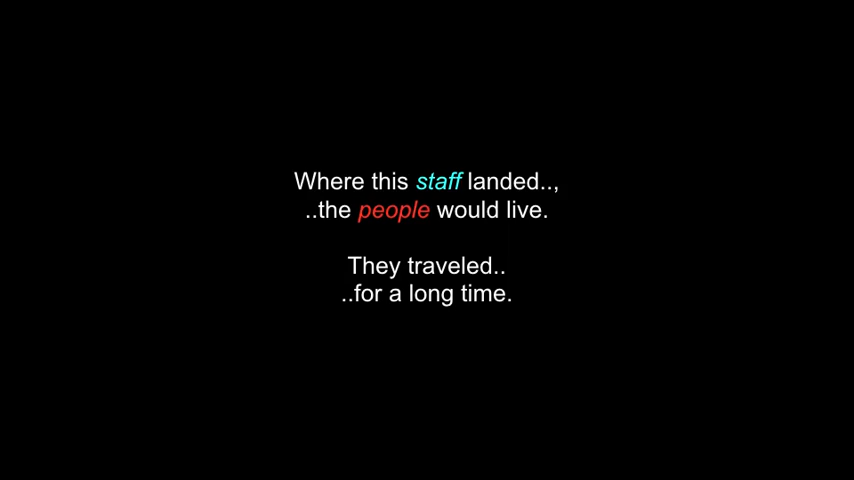 Where this staff landed..,
..the people would live.
They traveled..
..for a long time.